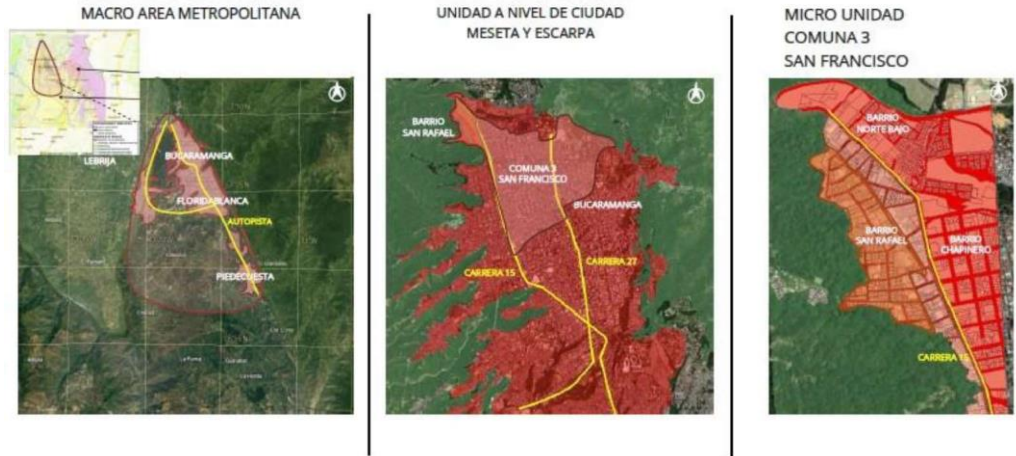 MACRO AREA METROPOLITANA
LEBRIJA
BUCARAMANGA
FLORIDABLANCA
AUTOPISTA
PIEDECUESTA
UNIDAD A NIVEL DE CIUDAD
MESETA Y ESCARPA
BARRIO
SAN RAFAEL
COMUNA 3
SAN FRANCISCO
BUCARAMANGA
CARRERA 15
CARRERA 27
MICRO UNIDAD
COMUNA 3
SAN FRANCISCO
BARRIO
NORTE BAJO
BARRIO
SAN RAFAEL
BARRIO
CHAPINERO
CARRERA 15